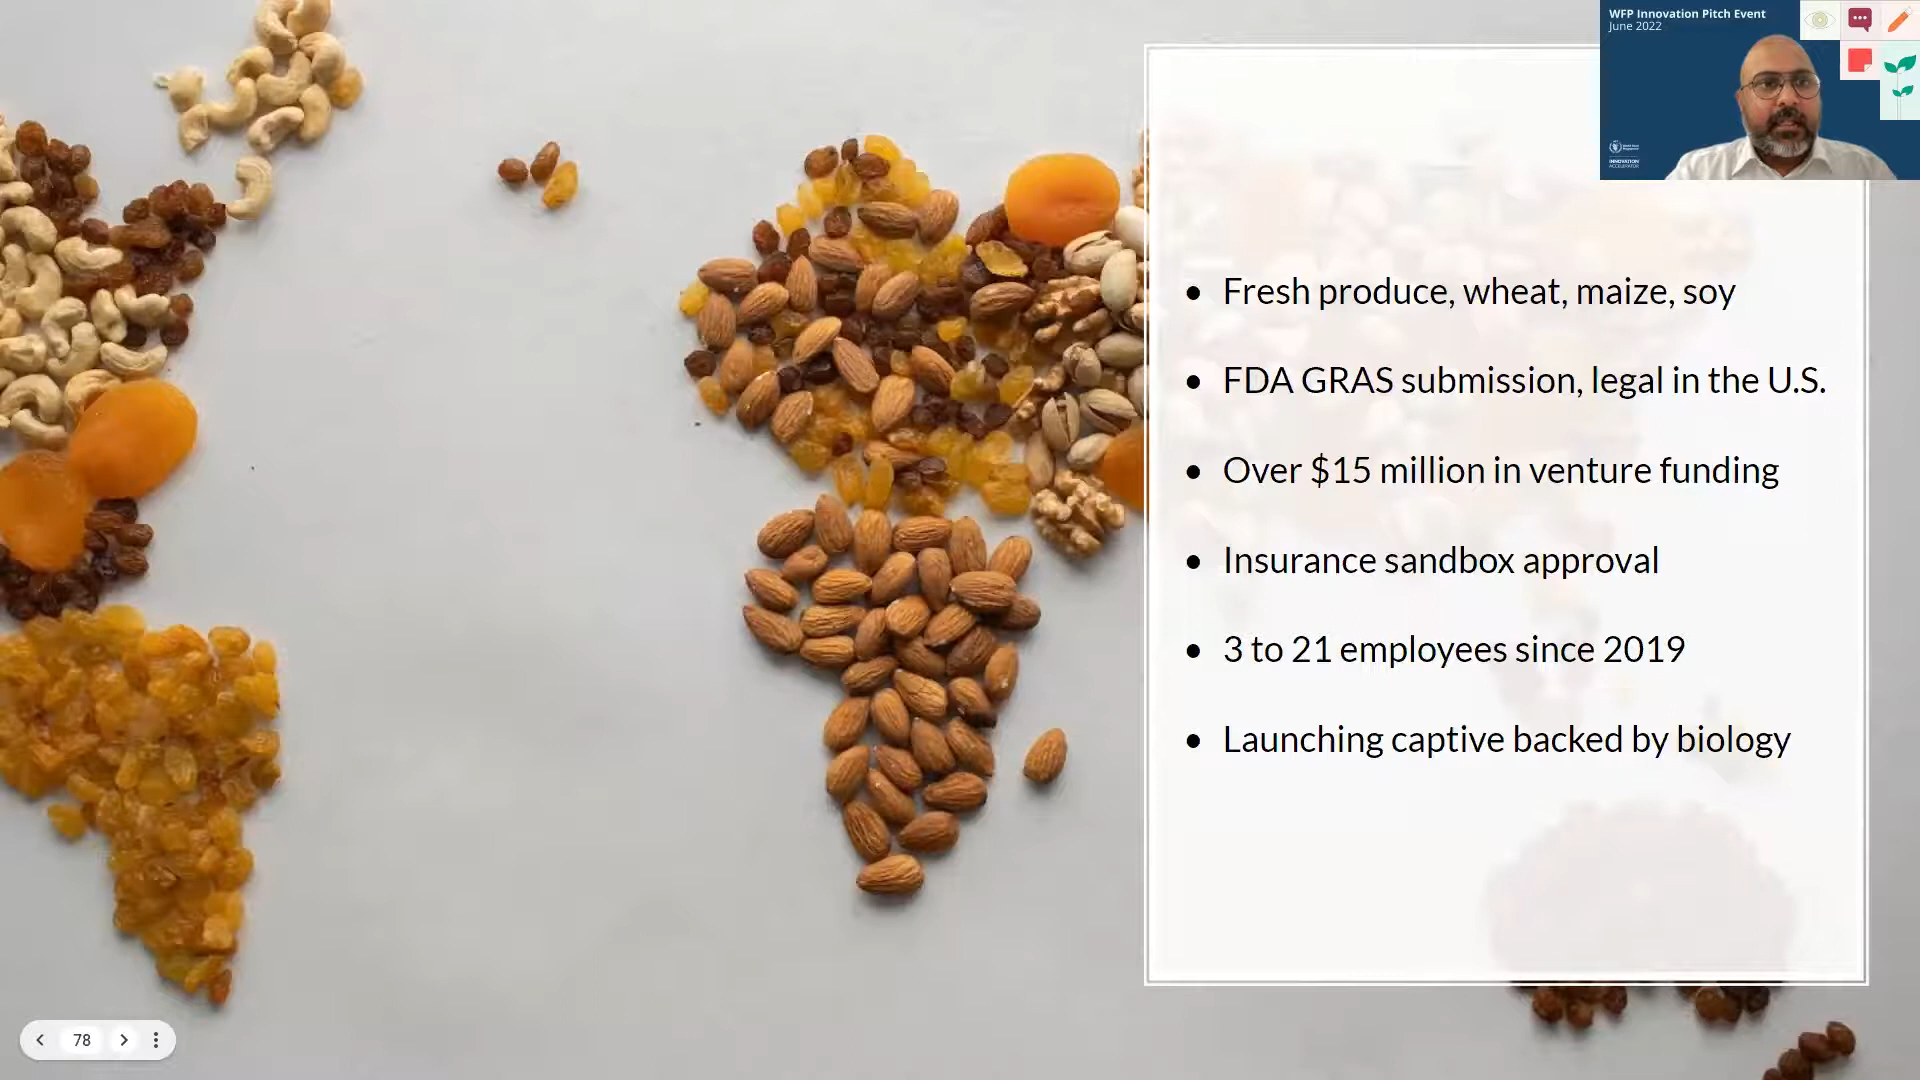 WFP Innovation Pitch Event
June 2022
• Fresh produce, wheat, maize, soy
• FDA GRAS submission, legal in the U.S.
• Over $15 million in venture funding
• Insurance sandbox approval
• 3 to 21 employees since 2019
• Launching captive backed by biology
78